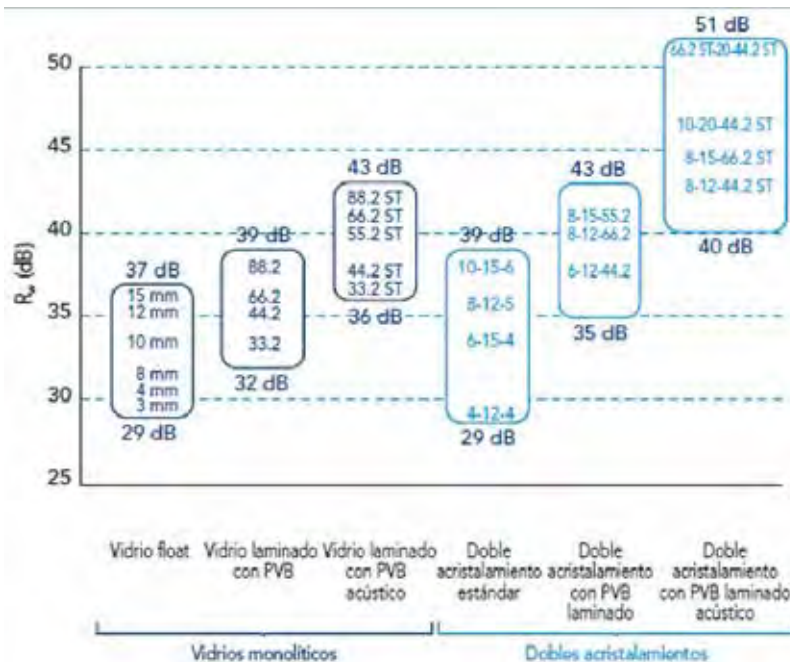 R_w (dB)
50
45
40
35
30
25
37 dB
15 mm
12 mm
10 mm
8 mm
4 mm
3 mm
29 dB
39 dB
88.2
66.2
44.2
33.2
32 dB
43 dB
88.2 ST
66.2 ST
55.2 ST
44.2 ST
33.2 ST
36 dB
39 dB
10-15-6
8-12-5
6-15-4
4-12-4
29 dB
43 dB
8-15-55.2
8-12-66.2
6-12-44.2
35 dB
51 dB
66.2 ST-20-44.2 ST
10-20-44.2 ST
8-15-66.2 ST
8-12-44.2 ST
40 dB
Vidrio float
Vidrio laminado
con PVB
Vidrio laminado
con PVB
acústico
Doble
acristalamiento
estándar
Doble
acristalamiento
con PVB
laminado
Doble
acristalamiento
con PVB laminado
acústico
Vidrios monolíticos
Dobles acristalamientos